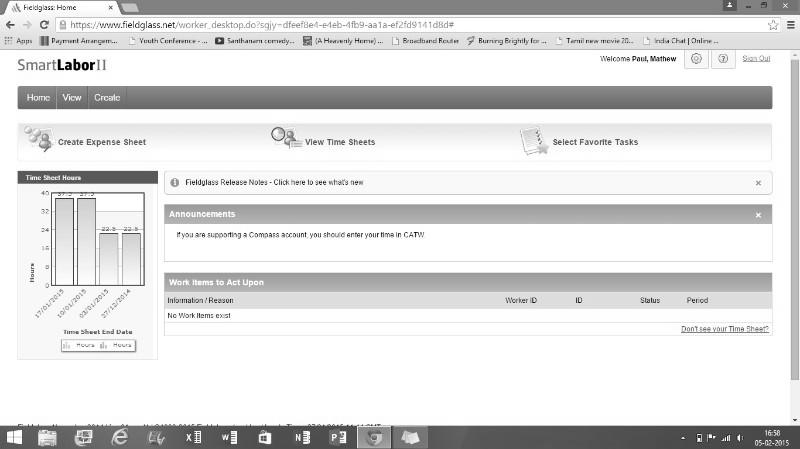 Fieldglass: Home
https://www.fieldglass.net/worker_desktop.do?sgjy=dfeef8e4-e4eb-4fb9-aa1a-ef2fd9141d8d#
Apps Payment Arrangem... Youth Conference - ... Santhanam comedy... (A Heavenly Home) ... Broadband Router Burning Brightly for ... Tamil new movie 20... India Chat | Online ...
SmartLabor II
Welcome Paul, Mathew
Sign Out
Home View Create
Create Expense Sheet View Time Sheets Select Favorite Tasks
Time Sheet Hours
Fieldglass Release Notes - Click here to see what's new
Announcements
If you are supporting a Compass account, you should enter your time in CATW.
Work Items to Act Upon
Information / Reason Worker ID ID Status Period
No Work Items exist
Don't see your Time Sheet?
40
32
24
16
8
0
37.5 37.5 22.5 22.5
Hours
17/01/2015 10/01/2015 03/01/2015 27/12/2014
Time Sheet End Date
Hours Hours
16:58
05-02-2015